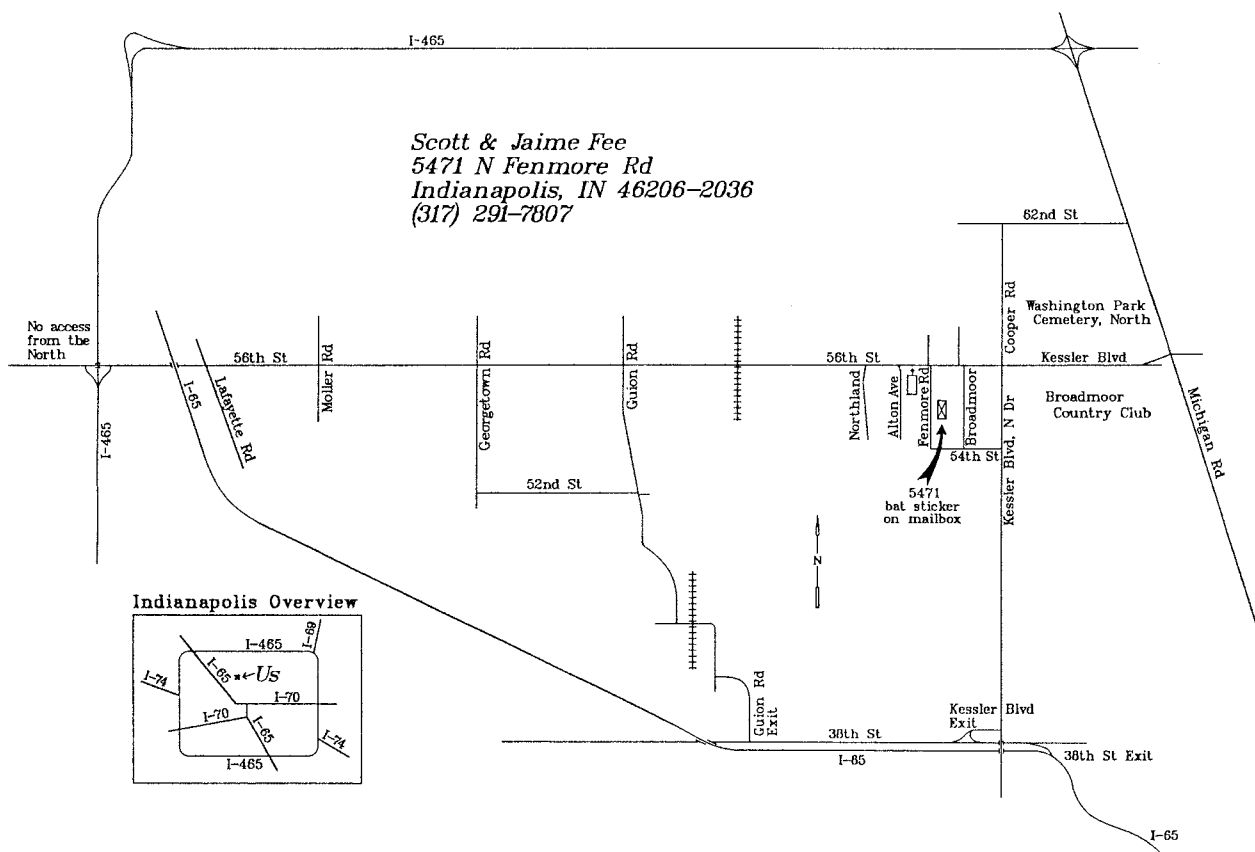 I-465
Scott & Jaime Fee
5471 N Fenmore Rd
Indianapolis, IN 46206-2036
(317) 291-7807
62nd St
No access
from the
North
56th St
56th St
Kessler Blvd
Cooper Rd
Washington Park
Cemetery, North
Moller Rd
Georgetown Rd
Guion Rd
I-465
I-65
Lafayette Rd
Northland
Alton Ave
Fenmore Rd
Broadmoor
Broadmoor
Country Club
Michigan Rd
Kessler Blvd, N Dr
54th St
52nd St
5471
bat sticker
on mailbox
N
Indianapolis Overview
I-465
I-69
I-74
I-65
Us
I-70
I-70
I-65
I-74
I-465
Guion Rd
Exit
Kessler Blvd
Exit
38th St
I-65
38th St Exit
I-65